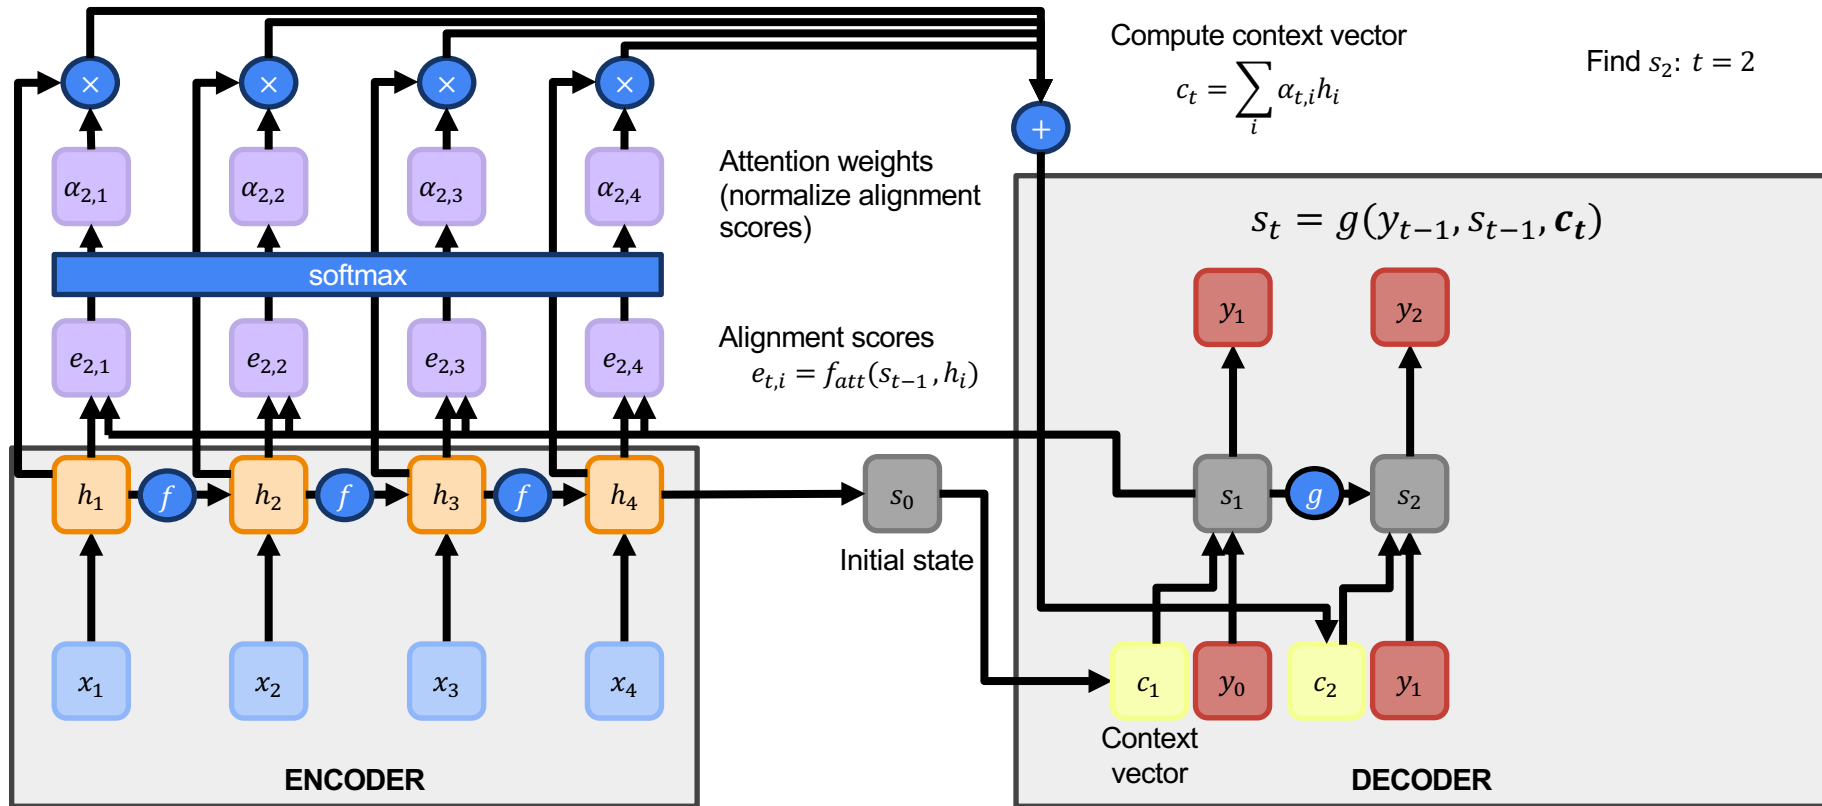 Compute context vector
c_t = ∑_i α_{t,i} h_i
Find s_2: t = 2
× × × ×
+
α_{2,1} α_{2,2} α_{2,3} α_{2,4}
Attention weights
(normalize alignment
scores)
softmax
s_t = g(y_{t−1}, s_{t−1}, c_t)
e_{2,1} e_{2,2} e_{2,3} e_{2,4}
Alignment scores
e_{t,i} = f_{att}(s_{t−1}, h_i)
y_1 y_2
h_1 f h_2 f h_3 f h_4
s_0
Initial state
s_1 g s_2
x_1 x_2 x_3 x_4
c_1 y_0 c_2 y_1
Context
vector
ENCODER
DECODER